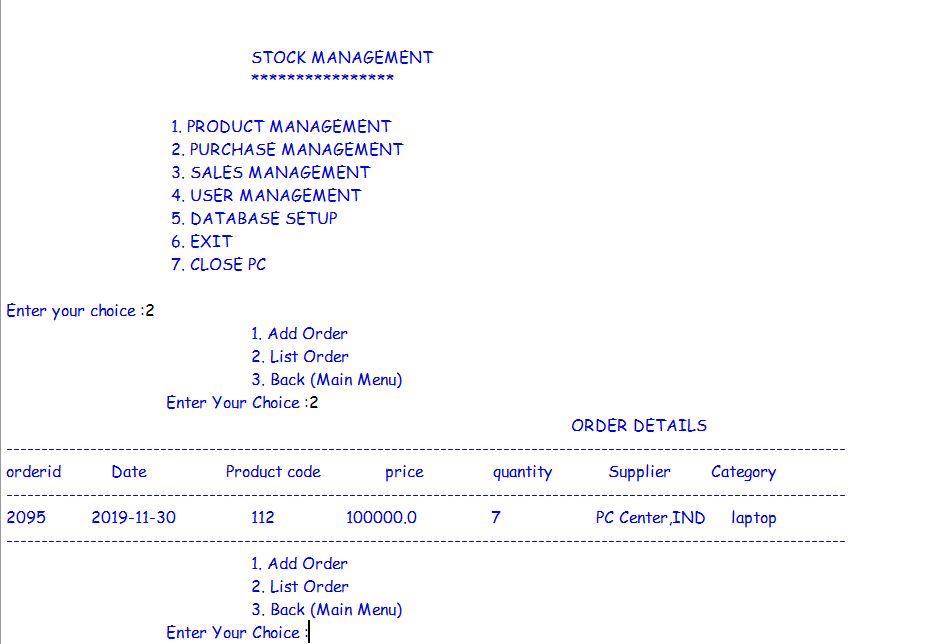 STOCK MANAGEMENT
****************
1. PRODUCT MANAGEMENT
2. PURCHASE MANAGEMENT
3. SALES MANAGEMENT
4. USER MANAGEMENT
5. DATABASE SETUP
6. EXIT
7. CLOSE PC
Enter your choice :2
1. Add Order
2. List Order
3. Back (Main Menu)
Enter Your Choice :2
ORDER DETAILS
-------------------------------------------------------------------------------------
orderid Date Product code price quantity Supplier Category
-------------------------------------------------------------------------------------
2095 2019-11-30 112 100000.0 7 PC Center,IND laptop
-------------------------------------------------------------------------------------
1. Add Order
2. List Order
3. Back (Main Menu)
Enter Your Choice :